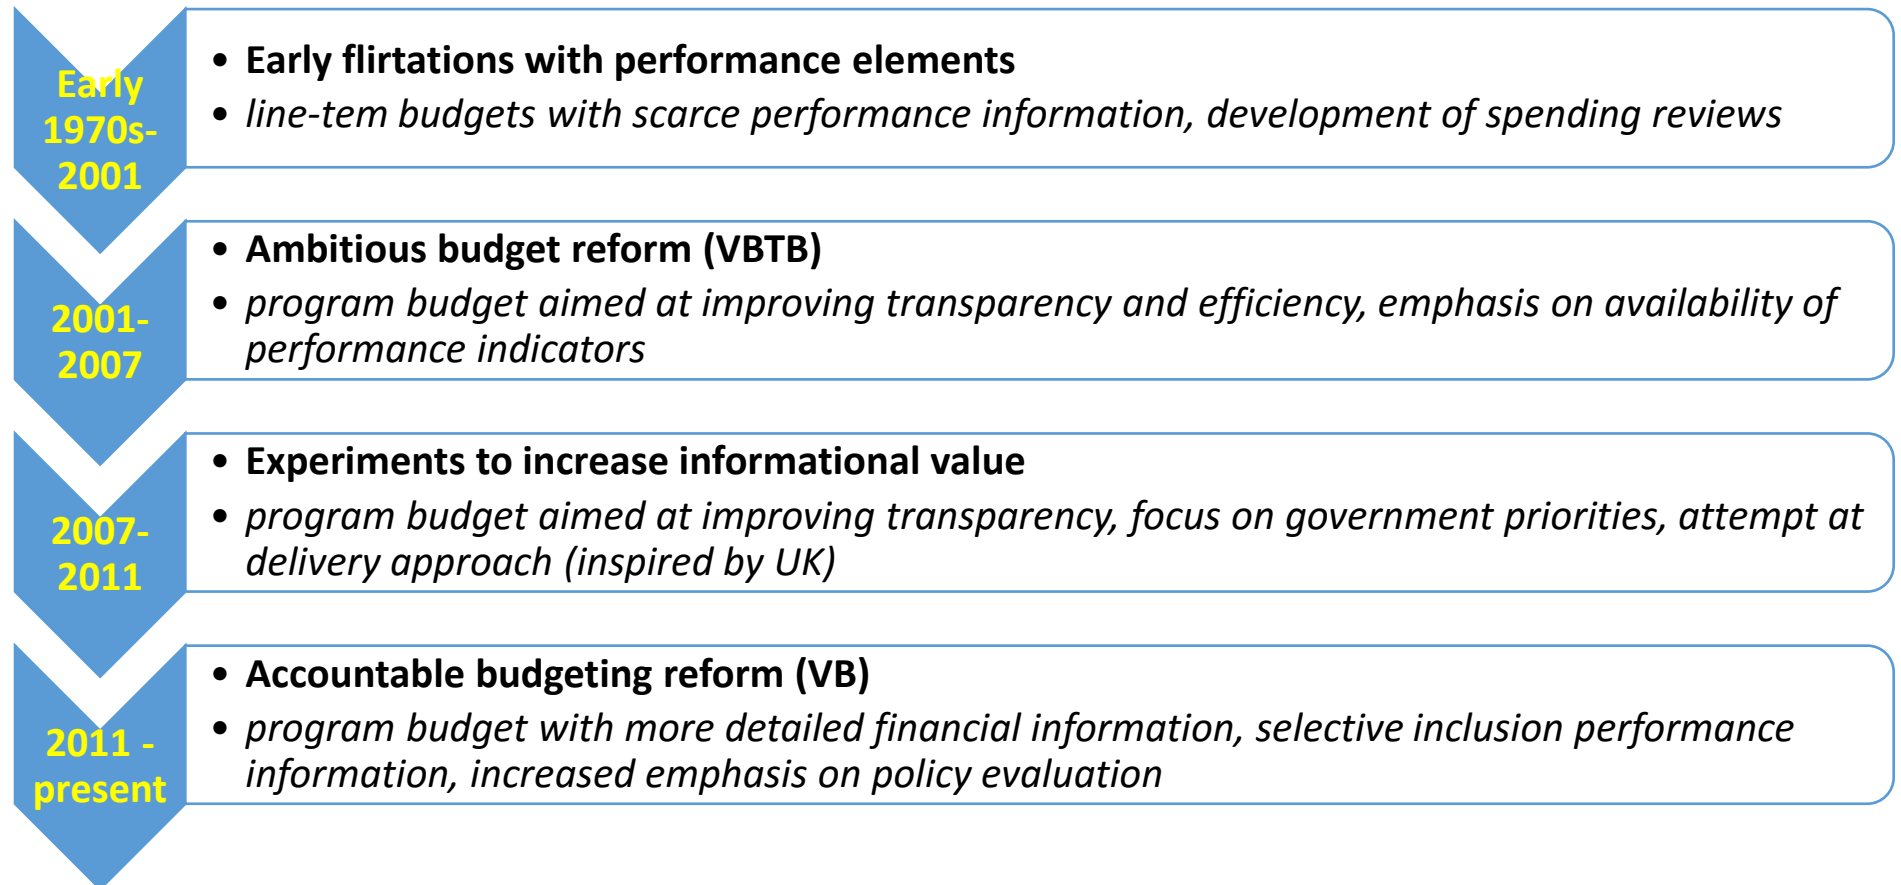 Early
1970s-
2001
• Early flirtations with performance elements
• line-tem budgets with scarce performance information, development of spending reviews
2001-
2007
• Ambitious budget reform (VBTB)
• program budget aimed at improving transparency and efficiency, emphasis on availability of
performance indicators
2007-
2011
• Experiments to increase informational value
• program budget aimed at improving transparency, focus on government priorities, attempt at
delivery approach (inspired by UK)
2011 -
present
• Accountable budgeting reform (VB)
• program budget with more detailed financial information, selective inclusion performance
information, increased emphasis on policy evaluation